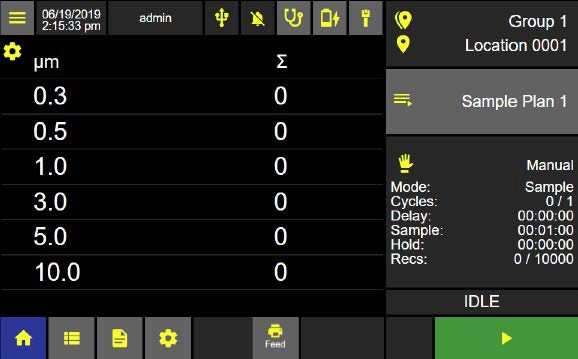 06/19/2019
2:15:33 pm
admin
Group 1
Location 0001
µm Σ
0.3 0
0.5 0
1.0 0
3.0 0
5.0 0
10.0 0
Sample Plan 1
Manual
Mode: Sample
Cycles: 0 / 1
Delay: 00:00:00
Sample: 00:01:00
Hold: 00:00:00
Recs: 0 / 10000
IDLE
Feed